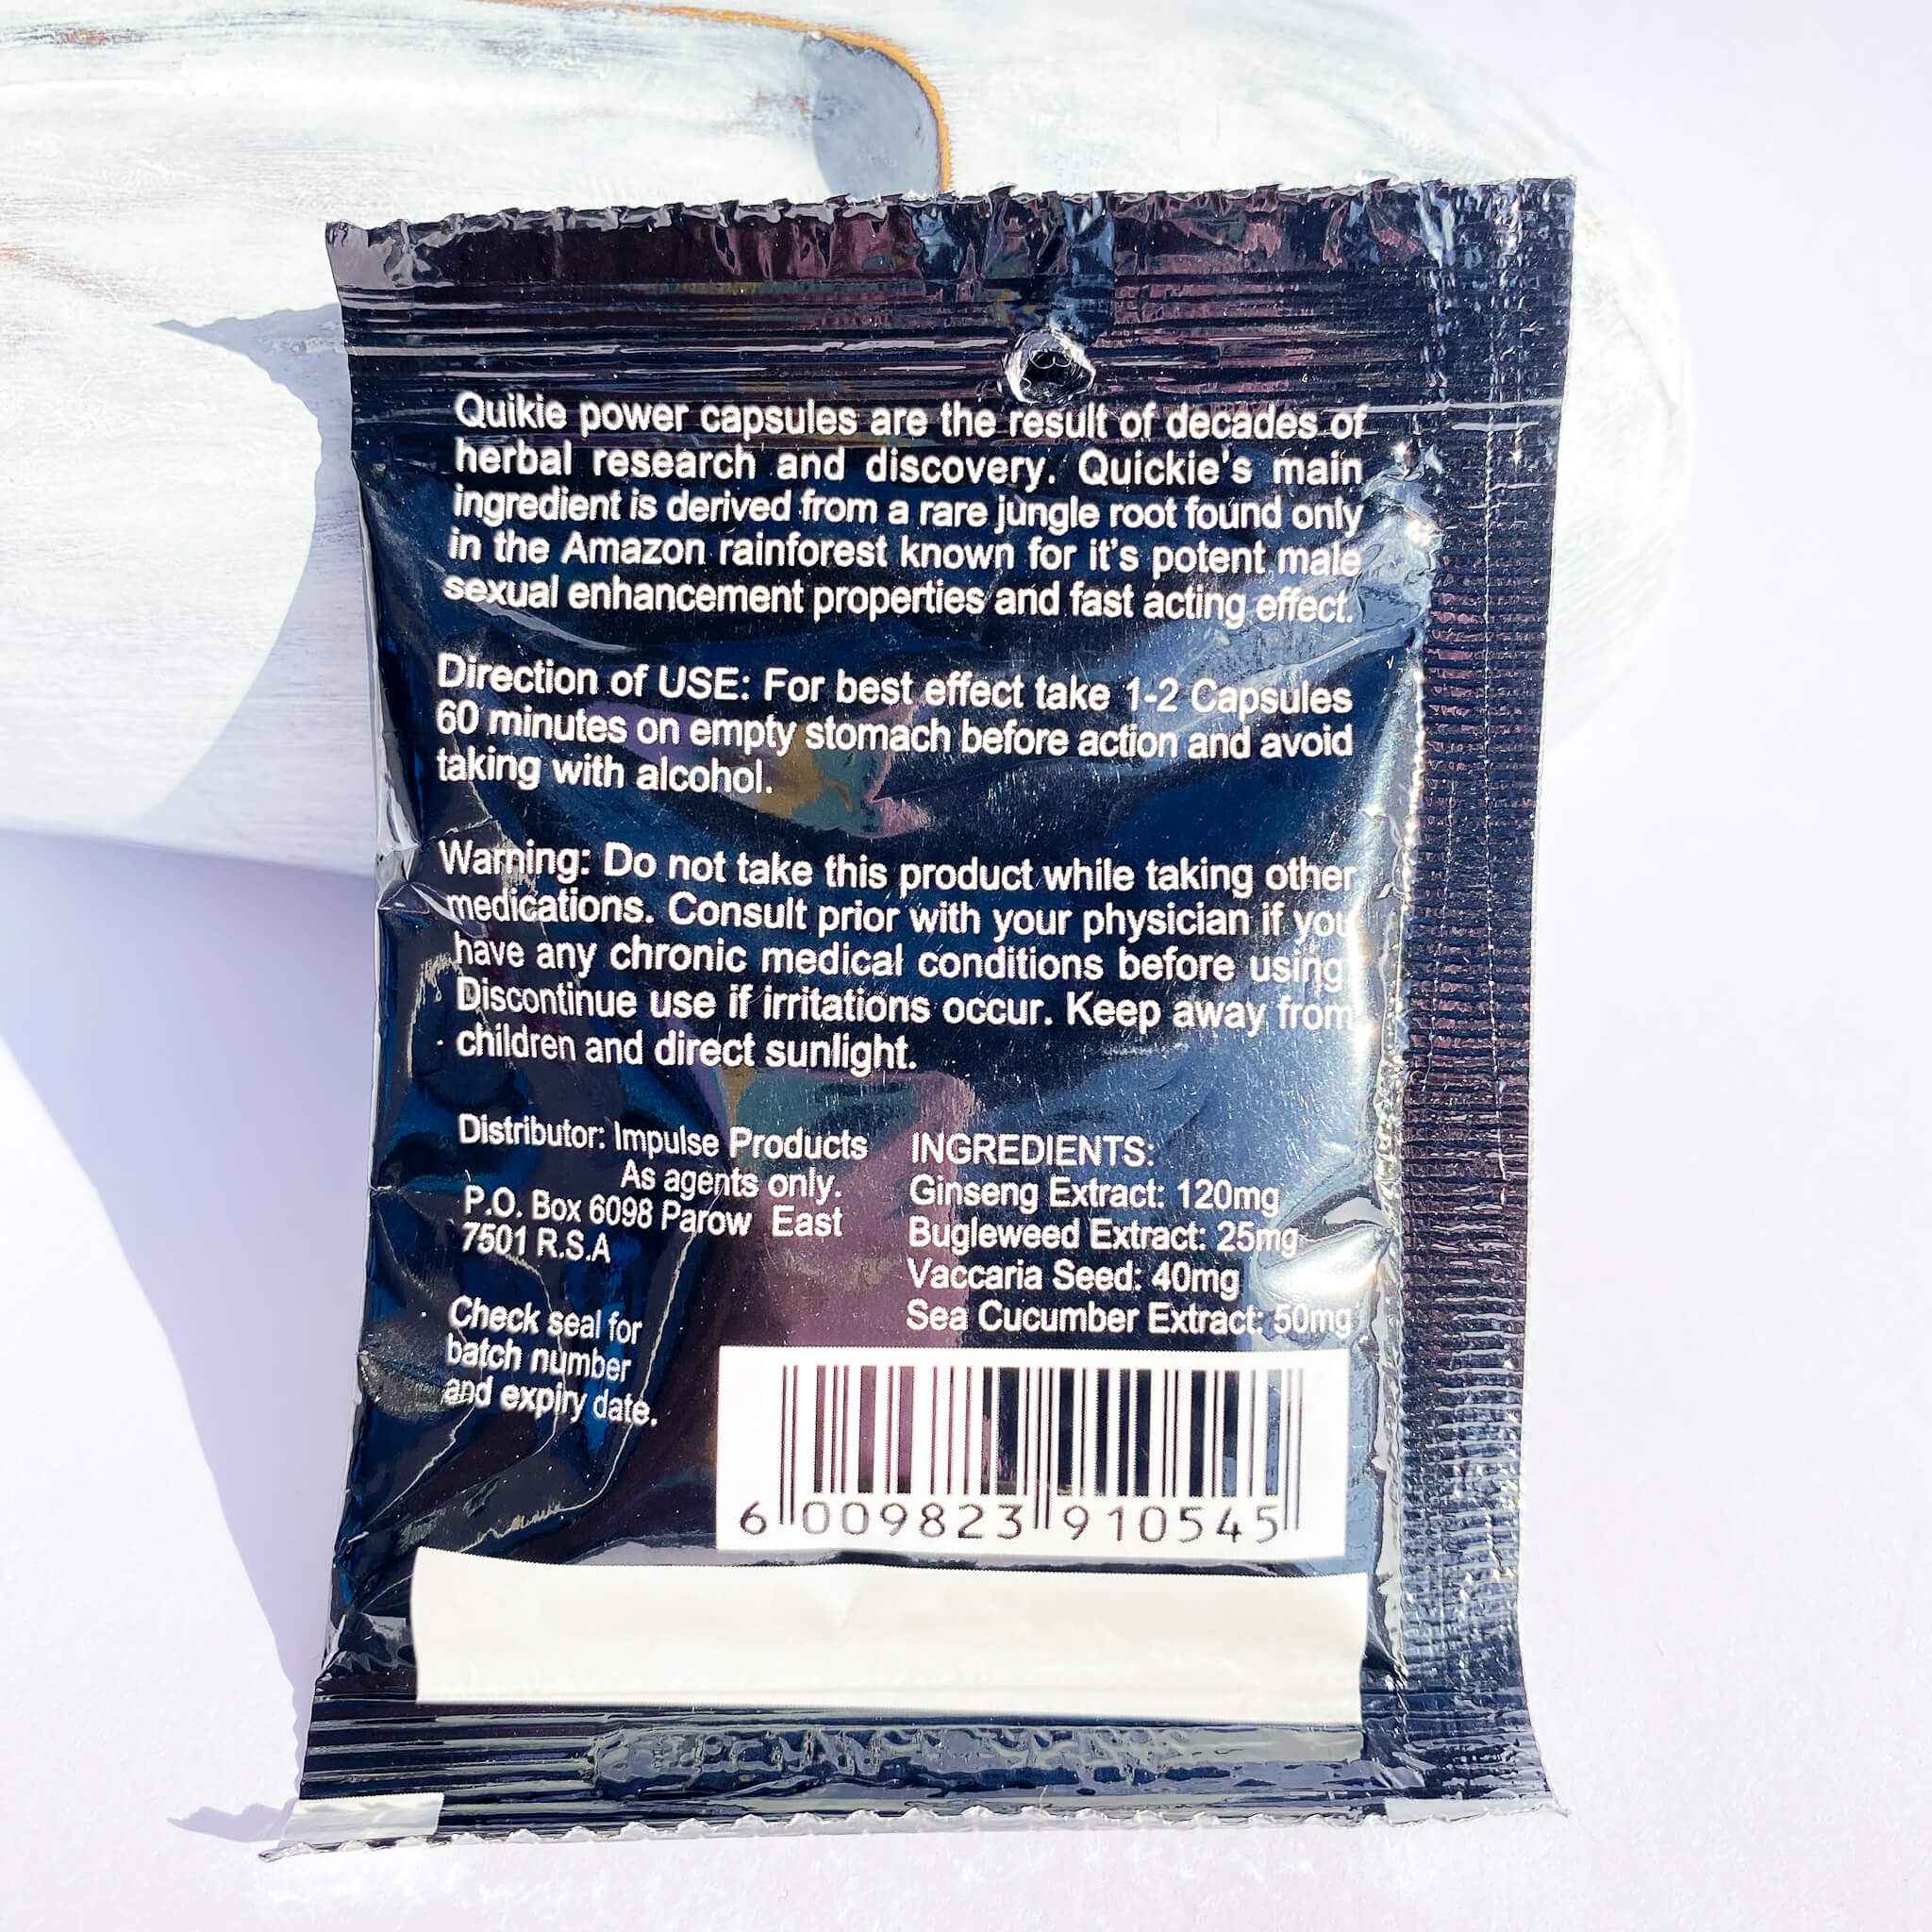 Quikie power capsules are the result of decades of
herbal research and discovery. Quickie's main
ingredient is derived from a rare jungle root found only
in the Amazon rainforest known for it's potent male
sexual enhancement properties and fast acting effect.
Direction of USE: For best effect take 1-2 Capsules
60 minutes on empty stomach before action and avoid
taking with alcohol.
Warning: Do not take this product while taking other
medications. Consult prior with your physician if you
have any chronic medical conditions before using
Discontinue use if irritations occur. Keep away from
children and direct sunlight.
Distributor: Impulse Products
As agents only.
P.O. Box 6098 Parow East
7501 R.S.A
Check seal for
batch number
and expiry date.
INGREDIENTS:
Ginseng Extract: 120mg
Bugleweed Extract: 25mg
Vaccaria Seed: 40mg
Sea Cucumber Extract: 50mg
6 009823 910545